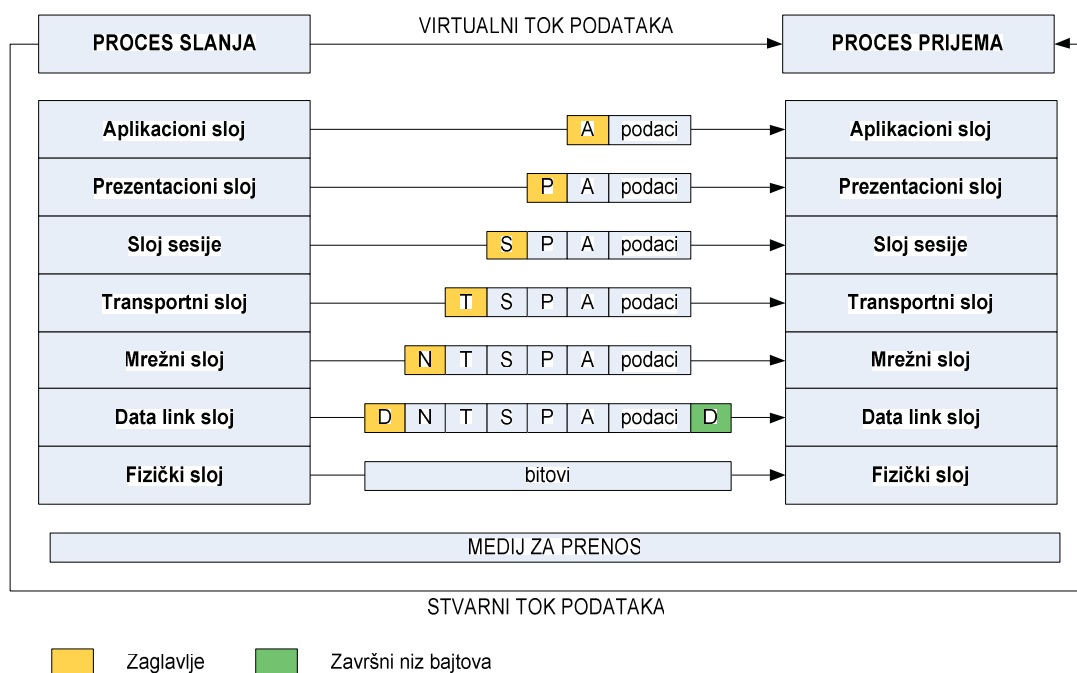 VIRTUALNI TOK PODATAKA
PROCES SLANJA
PROCES PRIJEMA
Aplikacioni sloj A podaci Aplikacioni sloj
Prezentacioni sloj P A podaci Prezentacioni sloj
Sloj sesije S P A podaci Sloj sesije
Transportni sloj T S P A podaci Transportni sloj
Mrežni sloj N T S P A podaci Mrežni sloj
Data link sloj D N T S P A podaci D Data link sloj
Fizički sloj bitovi Fizički sloj
MEDIJ ZA PRENOS
STVARNI TOK PODATAKA
Zaglavlje Završni niz bajtova